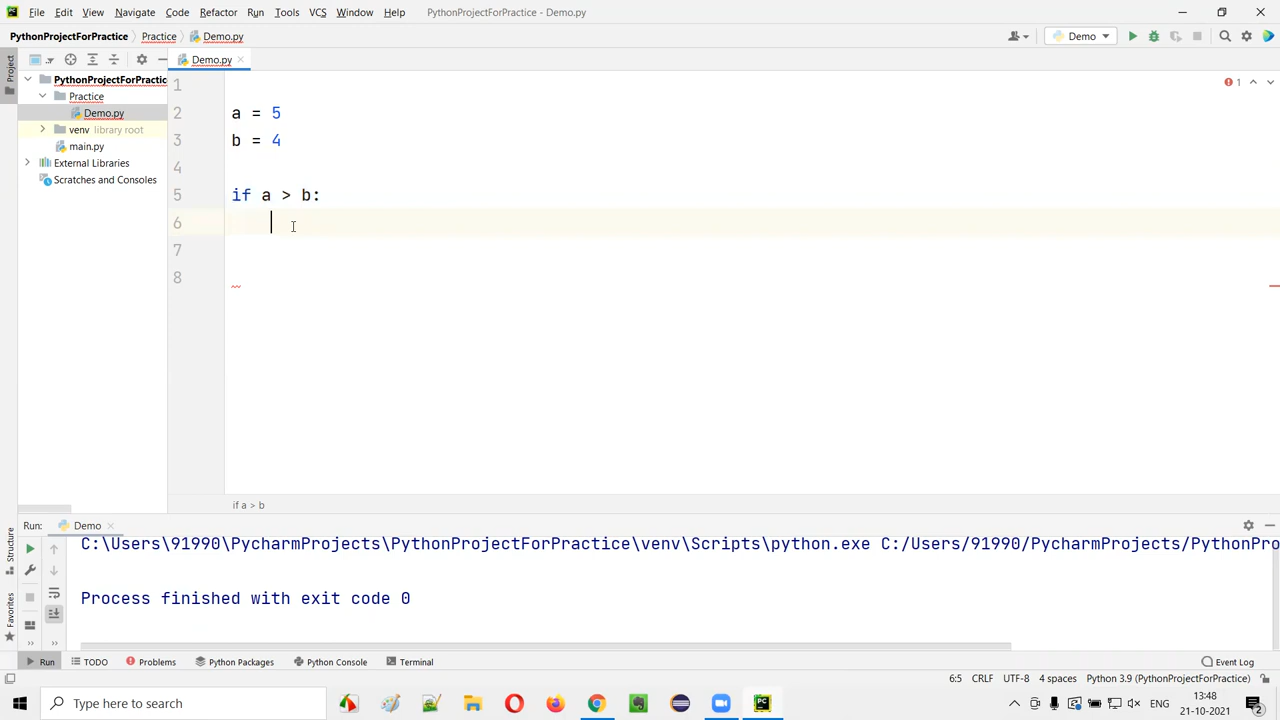 File Edit View Navigate Code Refactor Run Tools VCS Window Help PythonProjectForPractice - Demo.py
PythonProjectForPractice Practice Demo.py Demo
Project
Demo.py
PythonProjectForPractic
Practice
Demo.py
venv library root
main.py
External Libraries
Scratches and Consoles
1
1
2 a = 5
3 b = 4
4
5 if a > b:
6
7
8
if a > b
Structure
Favorites
Run: Demo
C:\Users\91990\PycharmProjects\PythonProjectForPractice\venv\Scripts\python.exe C:/Users/91990/PycharmProjects/PythonPro
Process finished with exit code 0
Run TODO Problems Python Packages Python Console Terminal Event Log
6:5 CRLF UTF-8 4 spaces Python 3.9 (PythonProjectForPractice)
Type here to search
ENG
13:48
21-10-2021
2